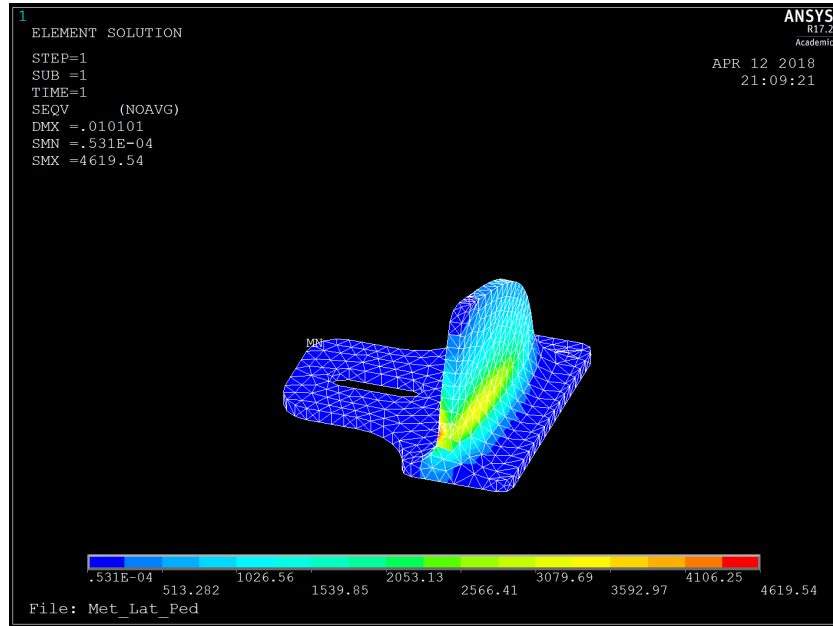 1
ELEMENT SOLUTION
STEP=1
SUB =1
TIME=1
SEQV (NOAVG)
DMX =.010101
SMN =.531E-04
SMX =4619.54
ANSYS
R17.2
Academic
APR 12 2018
21:09:21
MN
.531E-04 1026.56 2053.13 3079.69 4106.25
513.282 1539.85 2566.41 3592.97 4619.54
File: Met_Lat_Ped